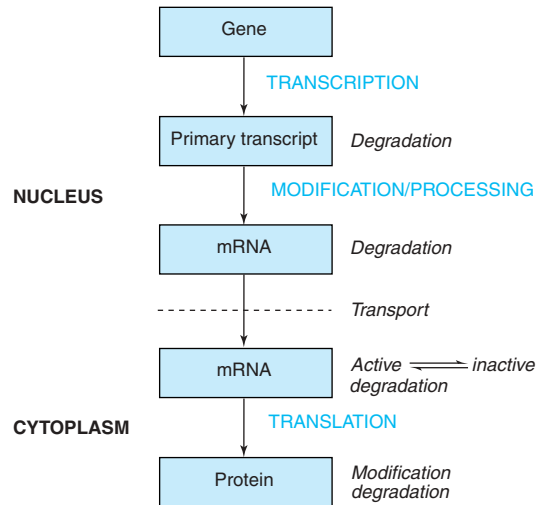 Gene
TRANSCRIPTION
Primary transcript
Degradation
MODIFICATION/PROCESSING
NUCLEUS
mRNA
Degradation
Transport
mRNA
Active inactive
degradation
TRANSLATION
CYTOPLASM
Protein
Modification
degradation